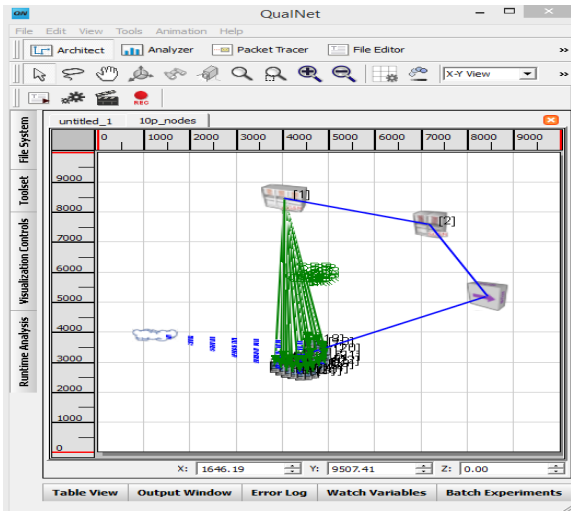 QN QualNet
File Edit View Tools Animation Help
Architect Analyzer Packet Tracer File Editor »
X-Y View »
REC
untitled_1 10p_nodes
0 1000 2000 3000 4000 5000 6000 7000 8000 9000
File System
Toolset
Visualization Controls
Runtime Analysis
9000
8000
7000
6000
5000
4000
3000
2000
1000
0
[1]
[2]
X: 1646.19 Y: 9507.41 Z: 0.00
Table View Output Window Error Log Watch Variables Batch Experiments